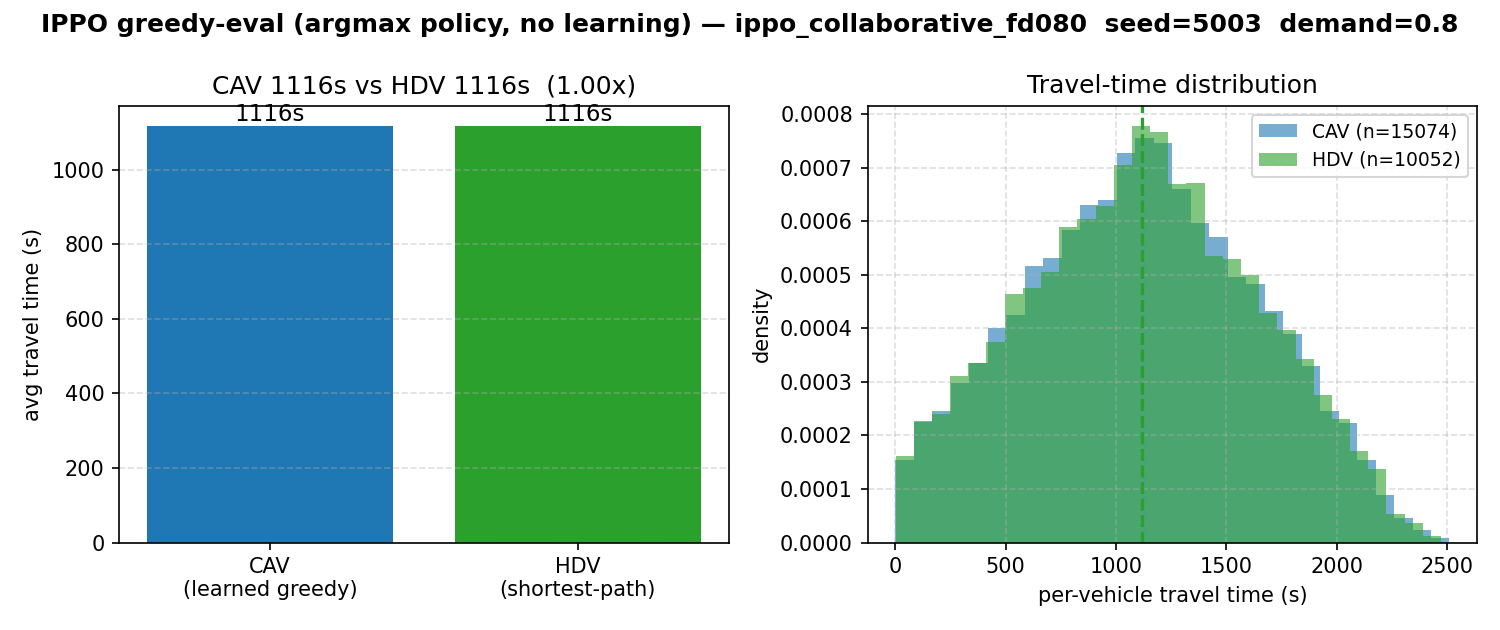 IPPO greedy-eval (argmax policy, no learning) — ippo_collaborative_fd080  seed=5003  demand=0.8
CAV 1116s vs HDV 1116s  (1.00x)
1116s
1116s
avg travel time (s)
1000
800
600
400
200
0
CAV
(learned greedy)
HDV
(shortest-path)
Travel-time distribution
CAV (n=15074)
HDV (n=10052)
density
0.0008
0.0007
0.0006
0.0005
0.0004
0.0003
0.0002
0.0001
0.0000
0
500
1000
1500
2000
2500
per-vehicle travel time (s)